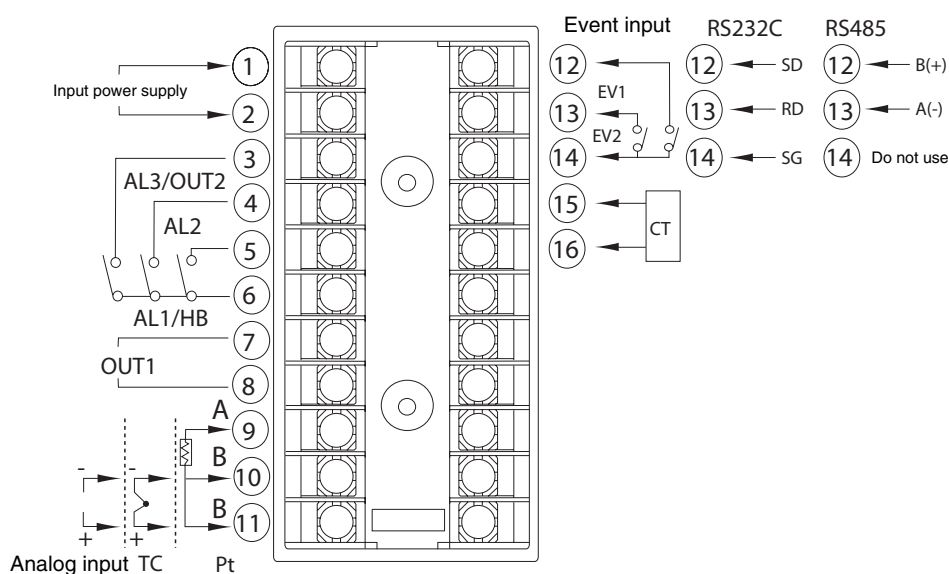 Event input RS232C RS485
1 12 12 SD 12 B(+)
Input power supply EV1
2 13 13 RD 13 A(-)
EV2
3 14 14 SG 14 Do not use
AL3/OUT2
4 15
AL2 CT
5 16
6
AL1/HB
7
OUT1
8
A
9
B
- - 10
B
+ + 11
Analog input TC Pt